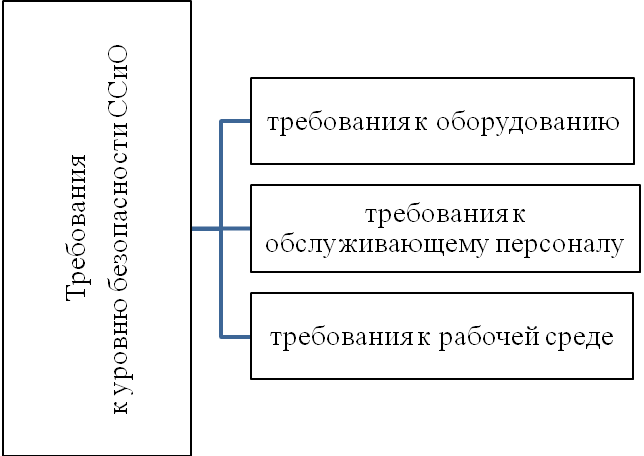 Требования
к уровню безопасности ССиО
требования к оборудованию
требования к
обслуживающему персоналу
требования к рабочей среде